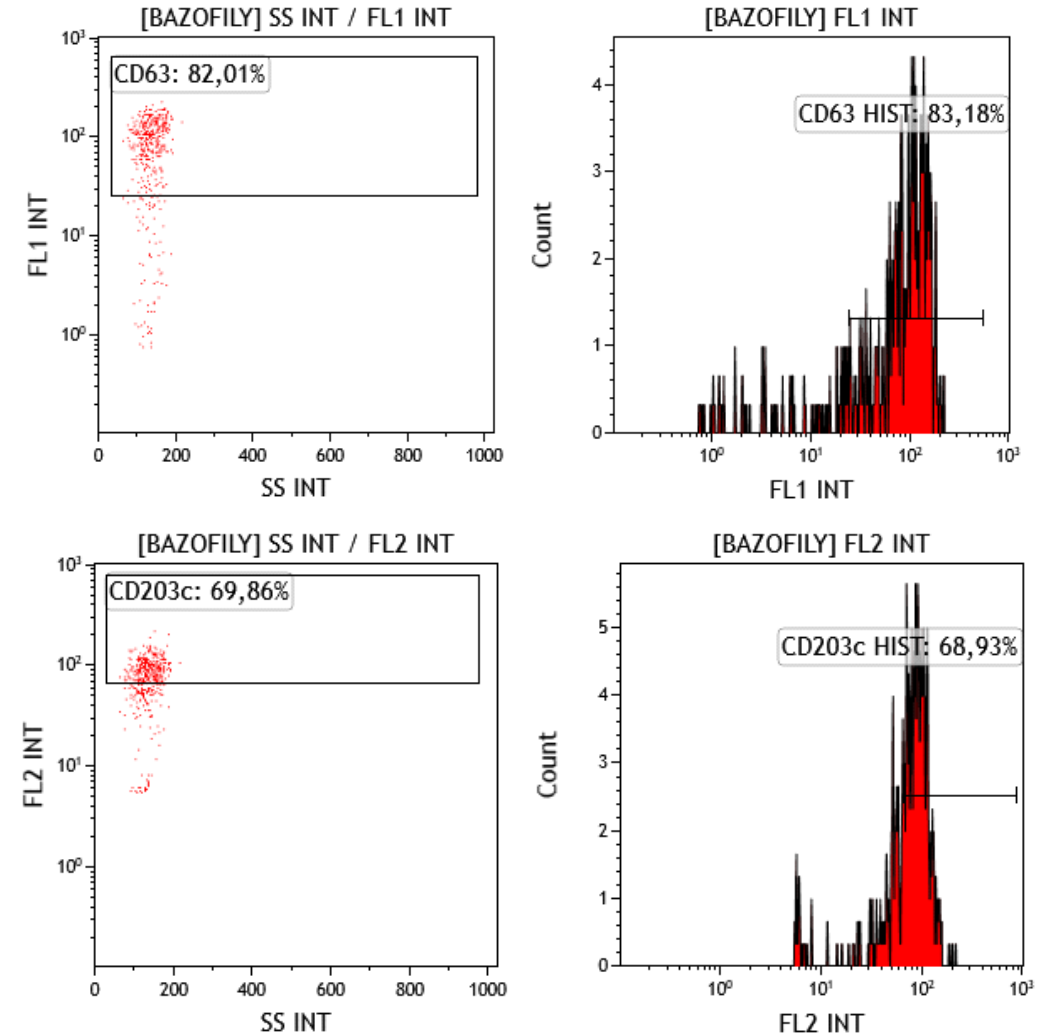 [BAZOFILY] SS INT / FL1 INT
10³
10²
10¹
10⁰
FL1 INT
CD63: 82,01%
0 200 400 600 800 1000
SS INT
[BAZOFILY] FL1 INT
4
3
2
1
0
Count
CD63 HIST: 83,18%
10⁰ 10¹ 10² 10³
FL1 INT
[BAZOFILY] SS INT / FL2 INT
10³
10²
10¹
10⁰
FL2 INT
CD203c: 69,86%
0 200 400 600 800 1000
SS INT
[BAZOFILY] FL2 INT
5
4
3
2
1
0
Count
CD203c HIST: 68,93%
10⁰ 10¹ 10² 10³
FL2 INT